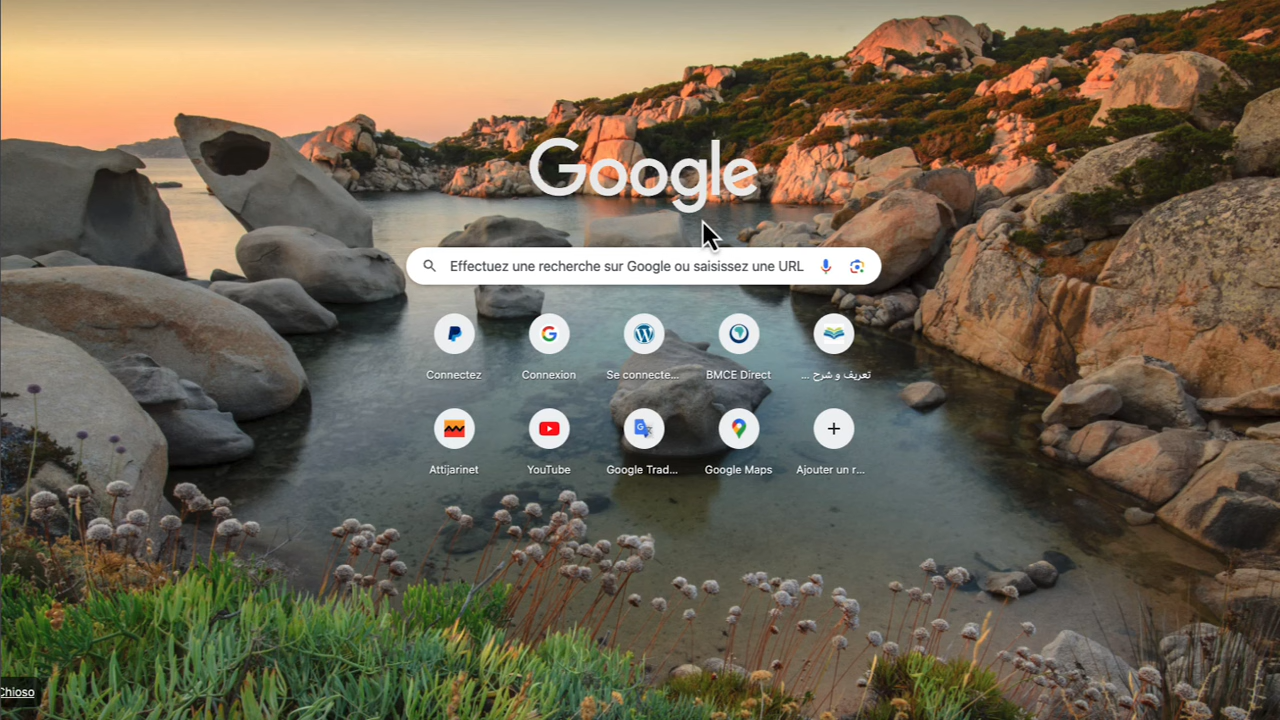 Google
Effectuez une recherche sur Google ou saisissez une URL
Connectez
Connexion
Se connecte...
BMCE Direct
تعريف و شرح ...
Attijarinet
YouTube
Google Trad...
Google Maps
Ajouter un r...
Chioso